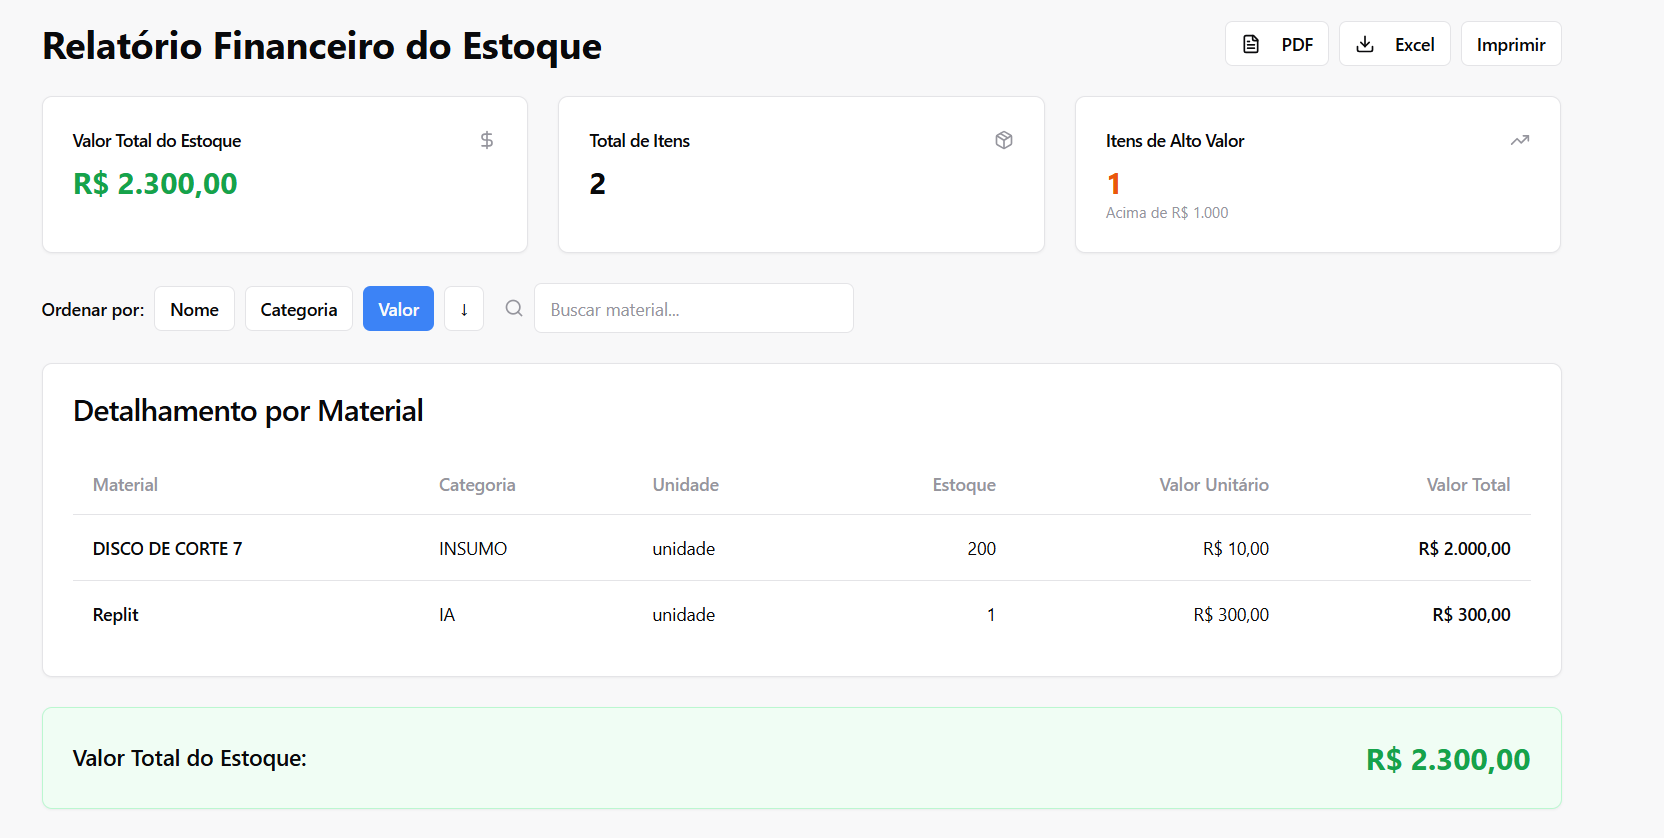 Relatório Financeiro do Estoque
PDF
Excel
Imprimir
Valor Total do Estoque
R$ 2.300,00
Total de Itens
2
Itens de Alto Valor
1
Acima de R$ 1.000
Ordenar por: Nome Categoria Valor ↓ Buscar material...
Detalhamento por Material
Material Categoria Unidade Estoque Valor Unitário Valor Total
DISCO DE CORTE 7 INSUMO unidade 200 R$ 10,00 R$ 2.000,00
Replit IA unidade 1 R$ 300,00 R$ 300,00
Valor Total do Estoque: R$ 2.300,00